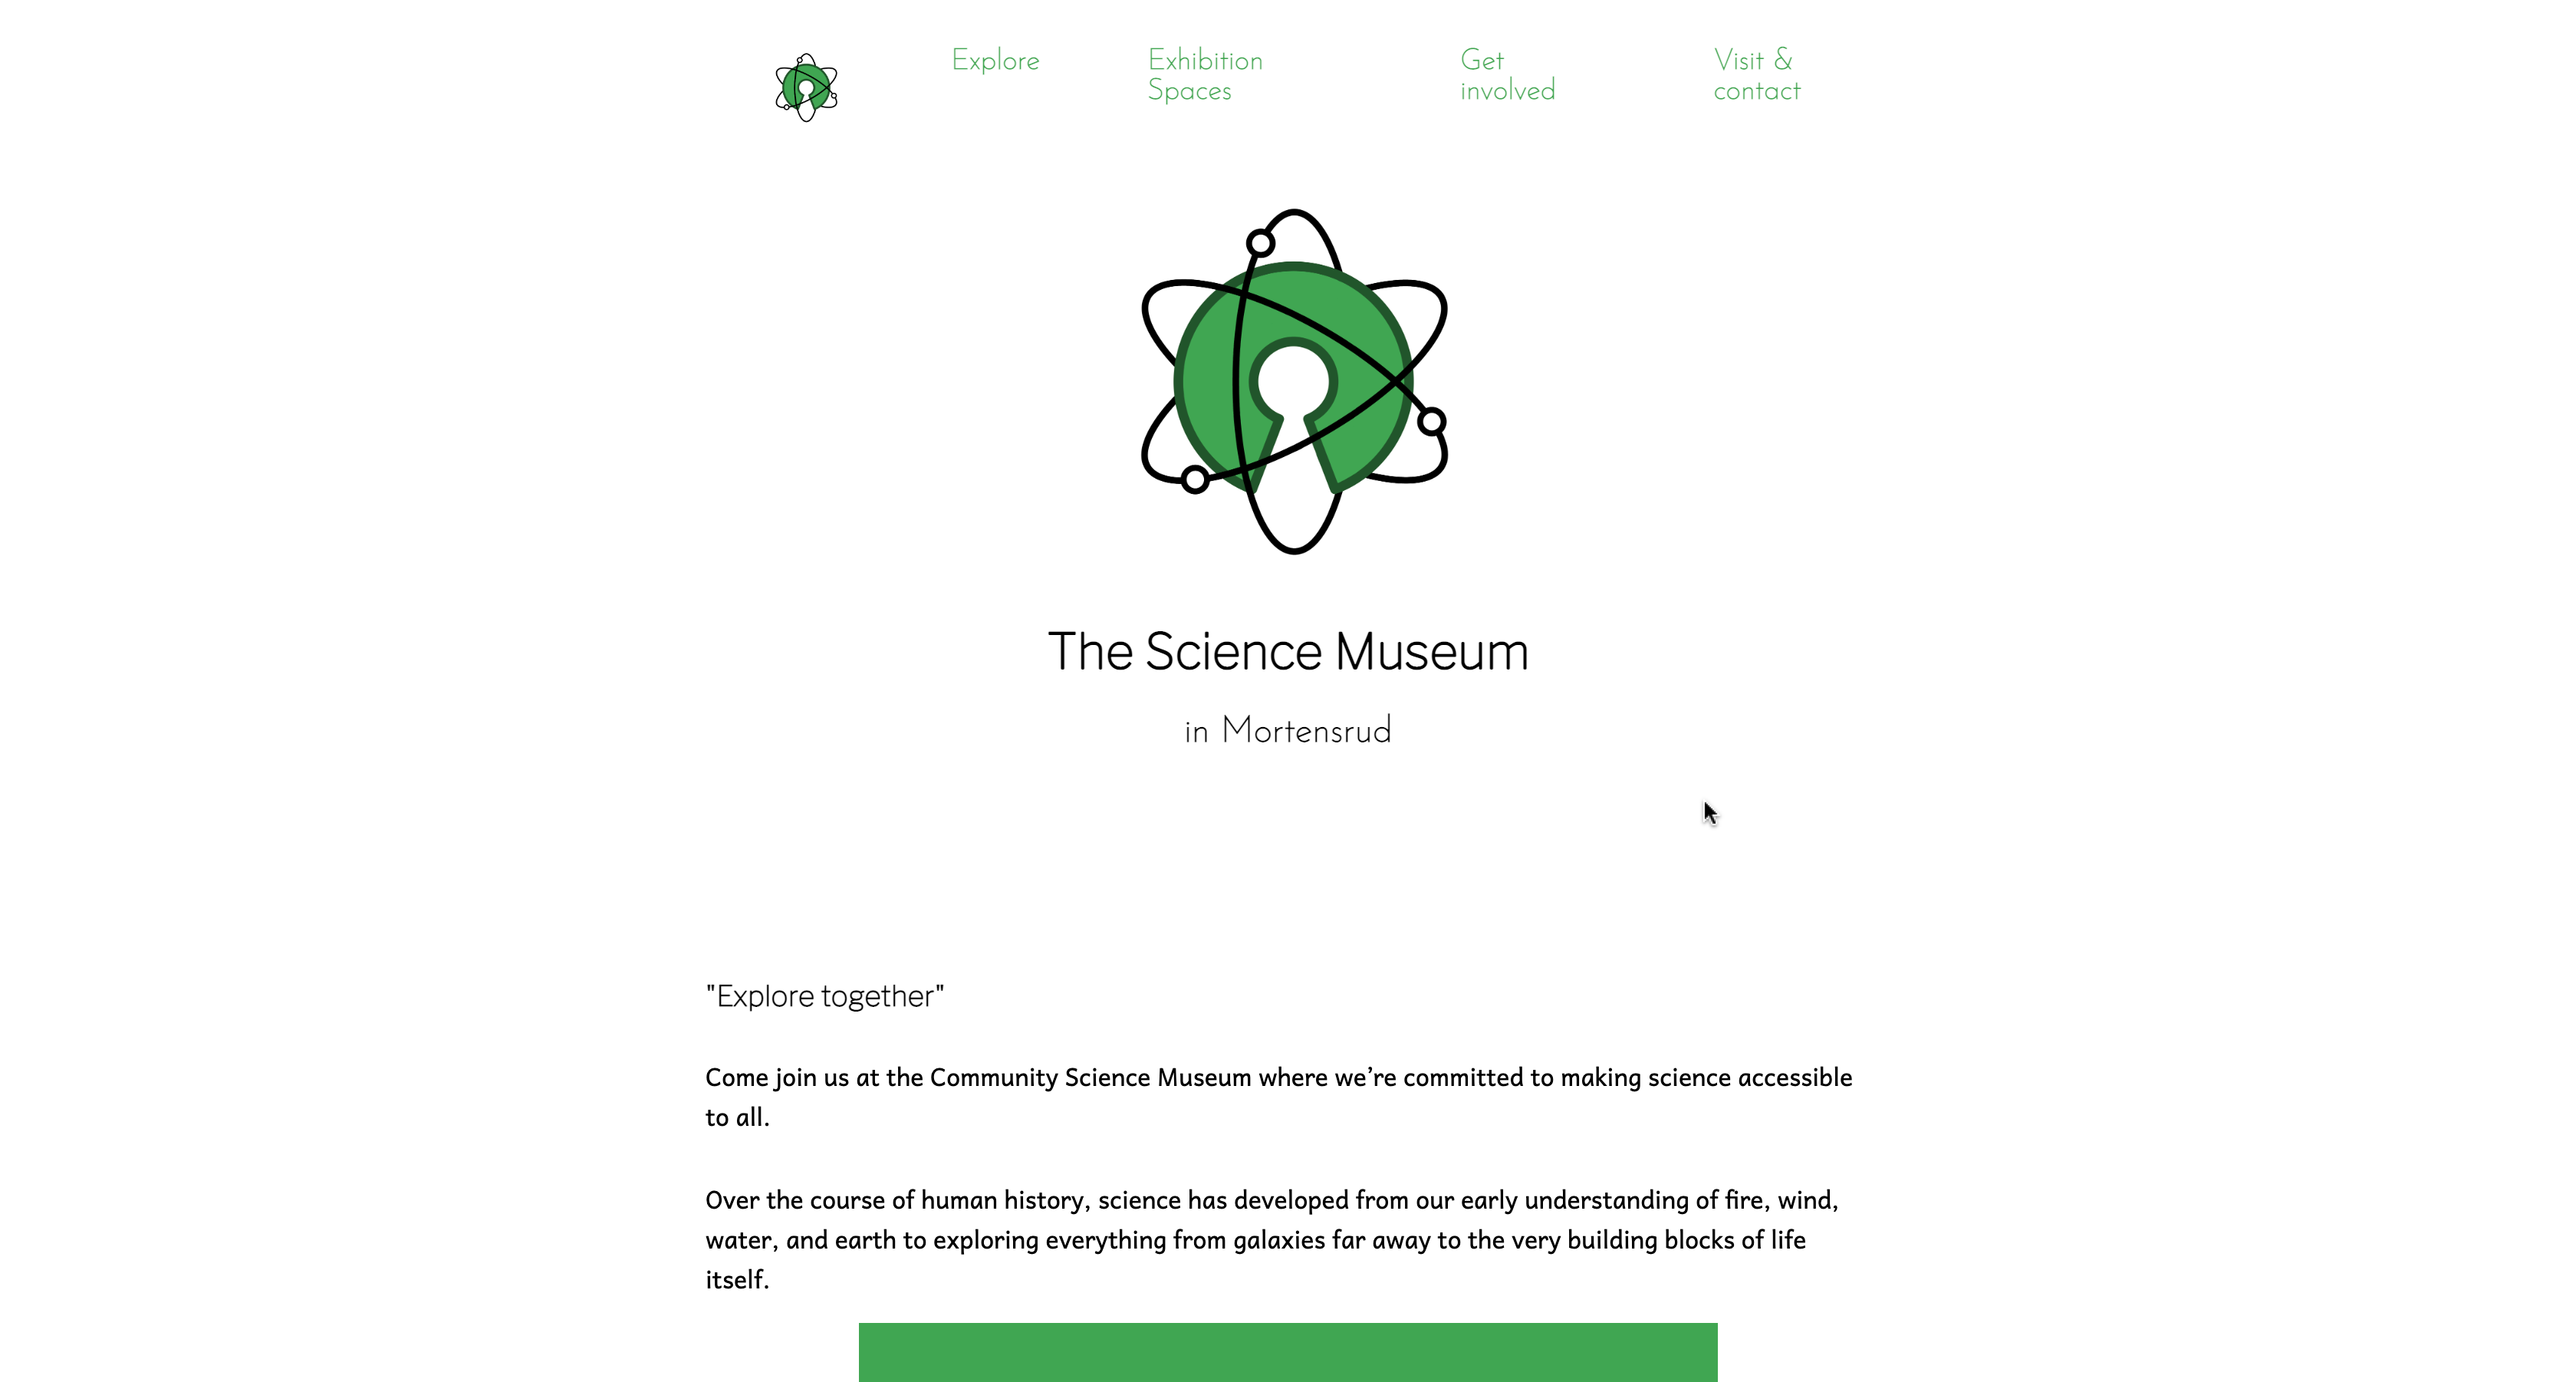 Explore
Exhibition
Spaces
Get
involved
Visit &
contact
The Science Museum
in Mortensrud
"Explore together"
Come join us at the Community Science Museum where we’re committed to making science accessible
to all.
Over the course of human history, science has developed from our early understanding of fire, wind,
water, and earth to exploring everything from galaxies far away to the very building blocks of life
itself.